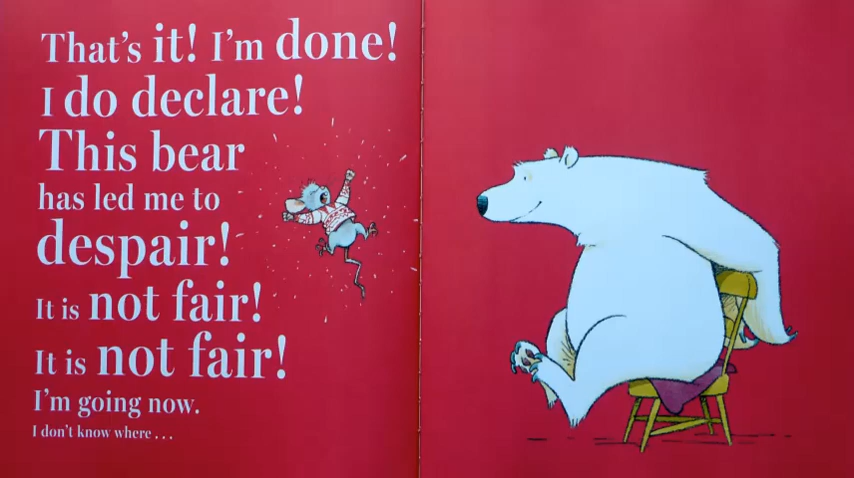 That's it! I'm done!
I do declare!
This bear
has led me to
despair!
It is not fair!
It is not fair!
I'm going now.
I don't know where...